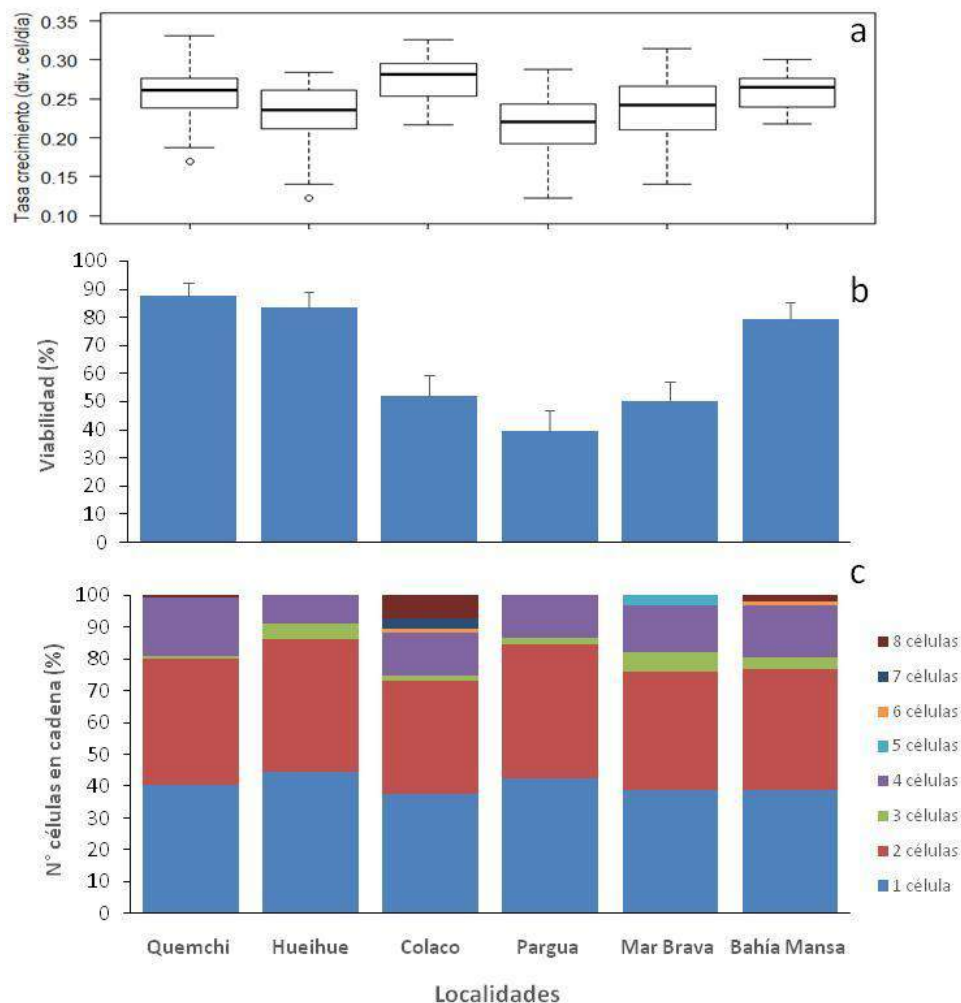 a
Tasa crecimiento (div. cel/día)
0.35
0.30
0.25
0.20
0.15
0.10
b
Viabilidad (%)
100
90
80
70
60
50
40
30
20
10
0
c
N° células en cadena (%)
100
90
80
70
60
50
40
30
20
10
0
8 células
7 células
6 células
5 células
4 células
3 células
2 células
1 célula
Quemchi Hueihue Colaco Pargua Mar Brava Bahía Mansa
Localidades